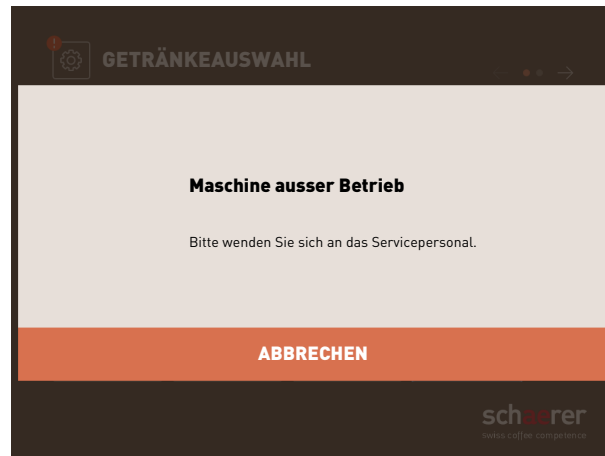 !
GETRÄNKEAUSWAHL
Maschine ausser Betrieb
Bitte wenden Sie sich an das Servicepersonal.
ABBRECHEN
schaerer
swiss coffee competence